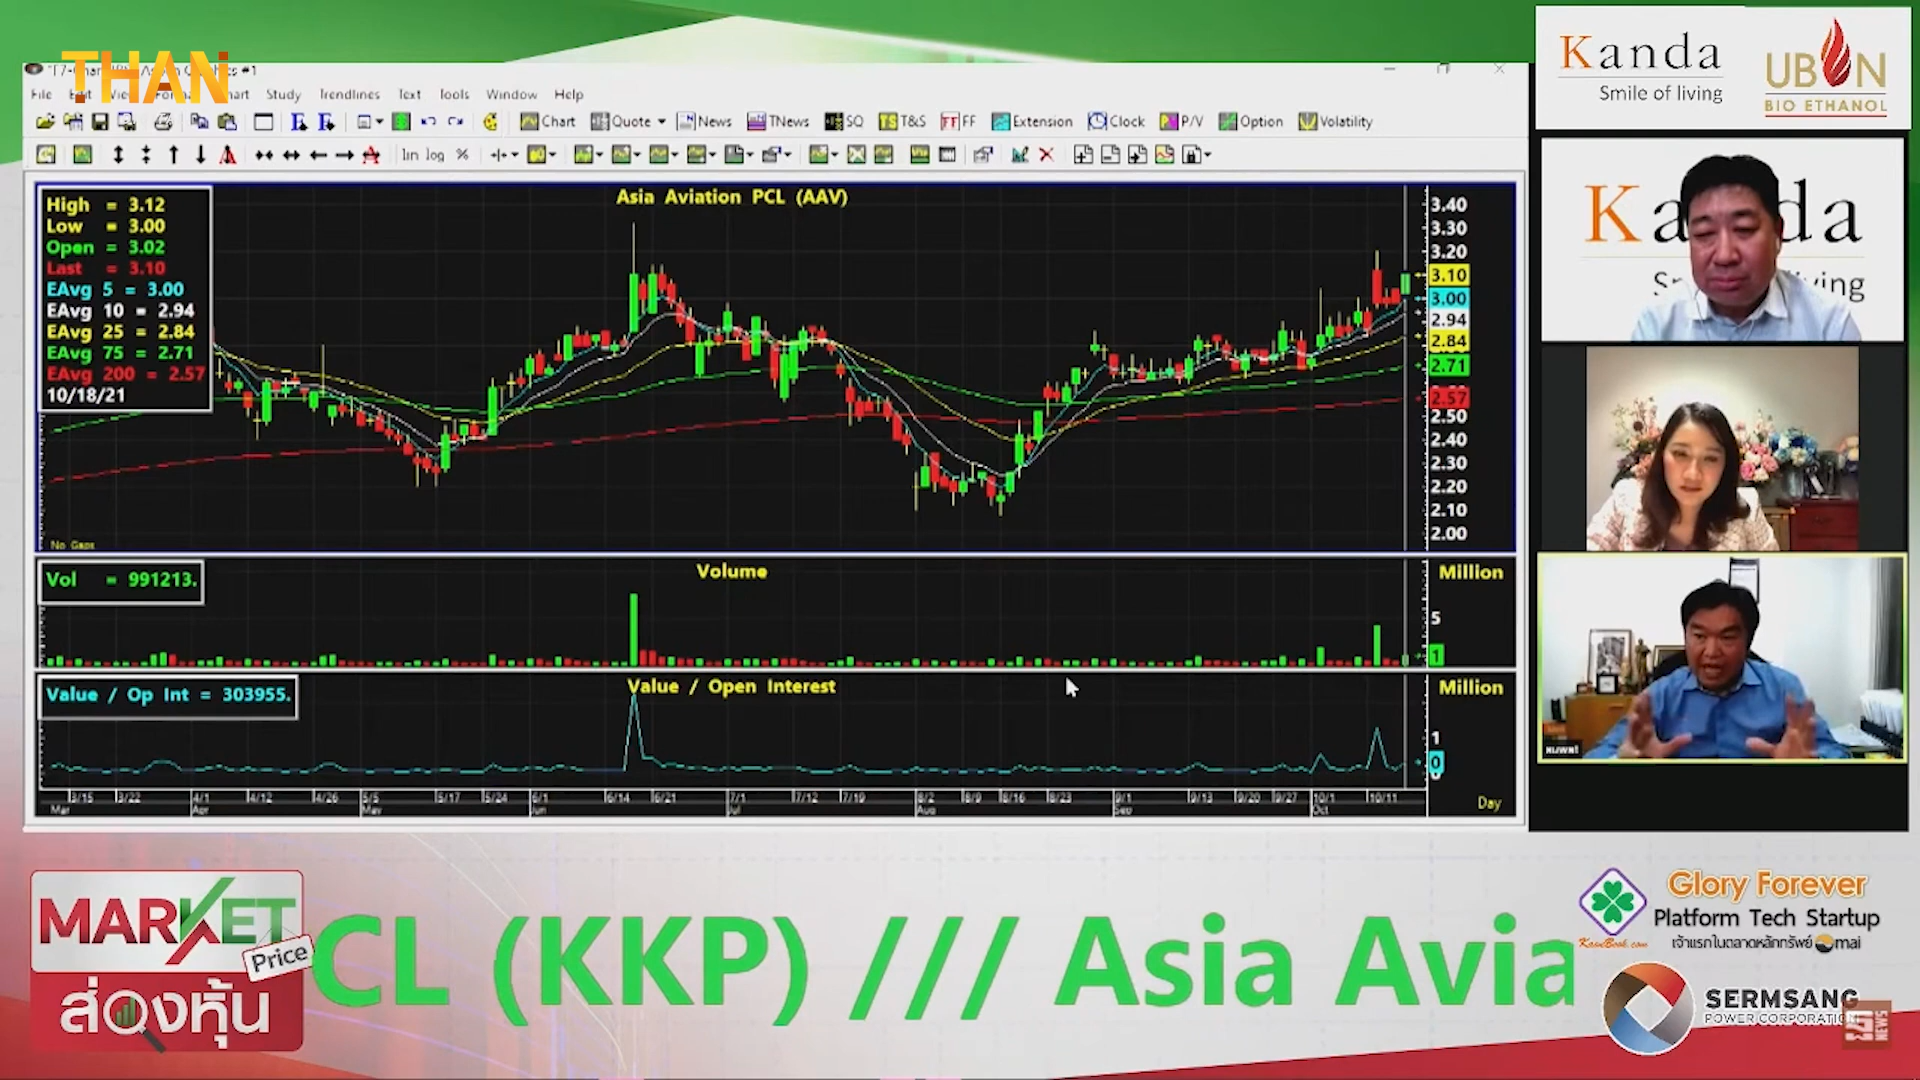 THAN
File Edit View Format Chart Study Trendlines Text Tools Window Help
Chart Quote News TNews SQ T&S FF Extension Clock P/V Option Volatility
lin log %
Asia Aviation PCL (AAV)
High = 3.12
Low = 3.00
Open = 3.02
Last = 3.10
EAvg 5 = 3.00
EAvg 10 = 2.94
EAvg 25 = 2.84
EAvg 75 = 2.71
EAvg 200 = 2.57
10/18/21
No Gaps
3.40
3.30
3.20
3.10
3.00
2.94
2.84
2.71
2.57
2.50
2.40
2.30
2.20
2.10
2.00
Vol = 991213.
Volume
Million
5
1
Value / Op Int = 303955.
Value / Open Interest
Million
1
0
3/15 3/22 4/1 4/12 4/26 5/5 5/17 5/24 6/1 6/14 6/21 7/1 7/12 7/19 8/2 8/9 8/16 8/23 9/1 9/13 9/20 9/27 10/1 10/11
Mar Apr May Jun Jul Aug Sep Oct
Day
Kanda
Smile of living
UBON
BIO ETHANOL
MARKET
Price
ส่องหุ้น
CL (KKP) /// Asia Avia
Glory Forever
Platform Tech Startup
เจ้าแรกในตลาดหลักทรัพย์ mai
KaenBook.com
SERMSANG
POWER CORPORATION
NEWS